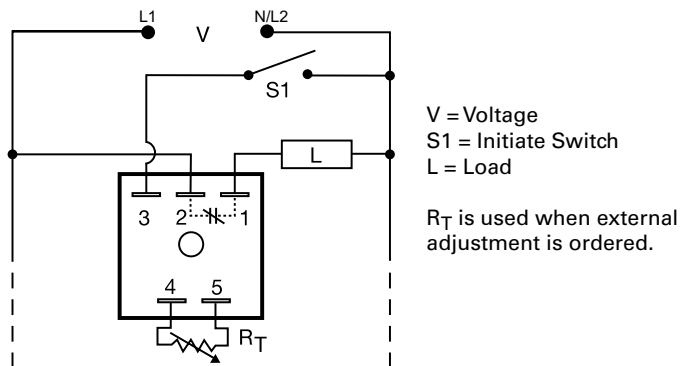 L1
V
N/L2
S1
L
3
2
1
4
5
RT
V = Voltage
S1 = Initiate Switch
L = Load
RT is used when external
adjustment is ordered.